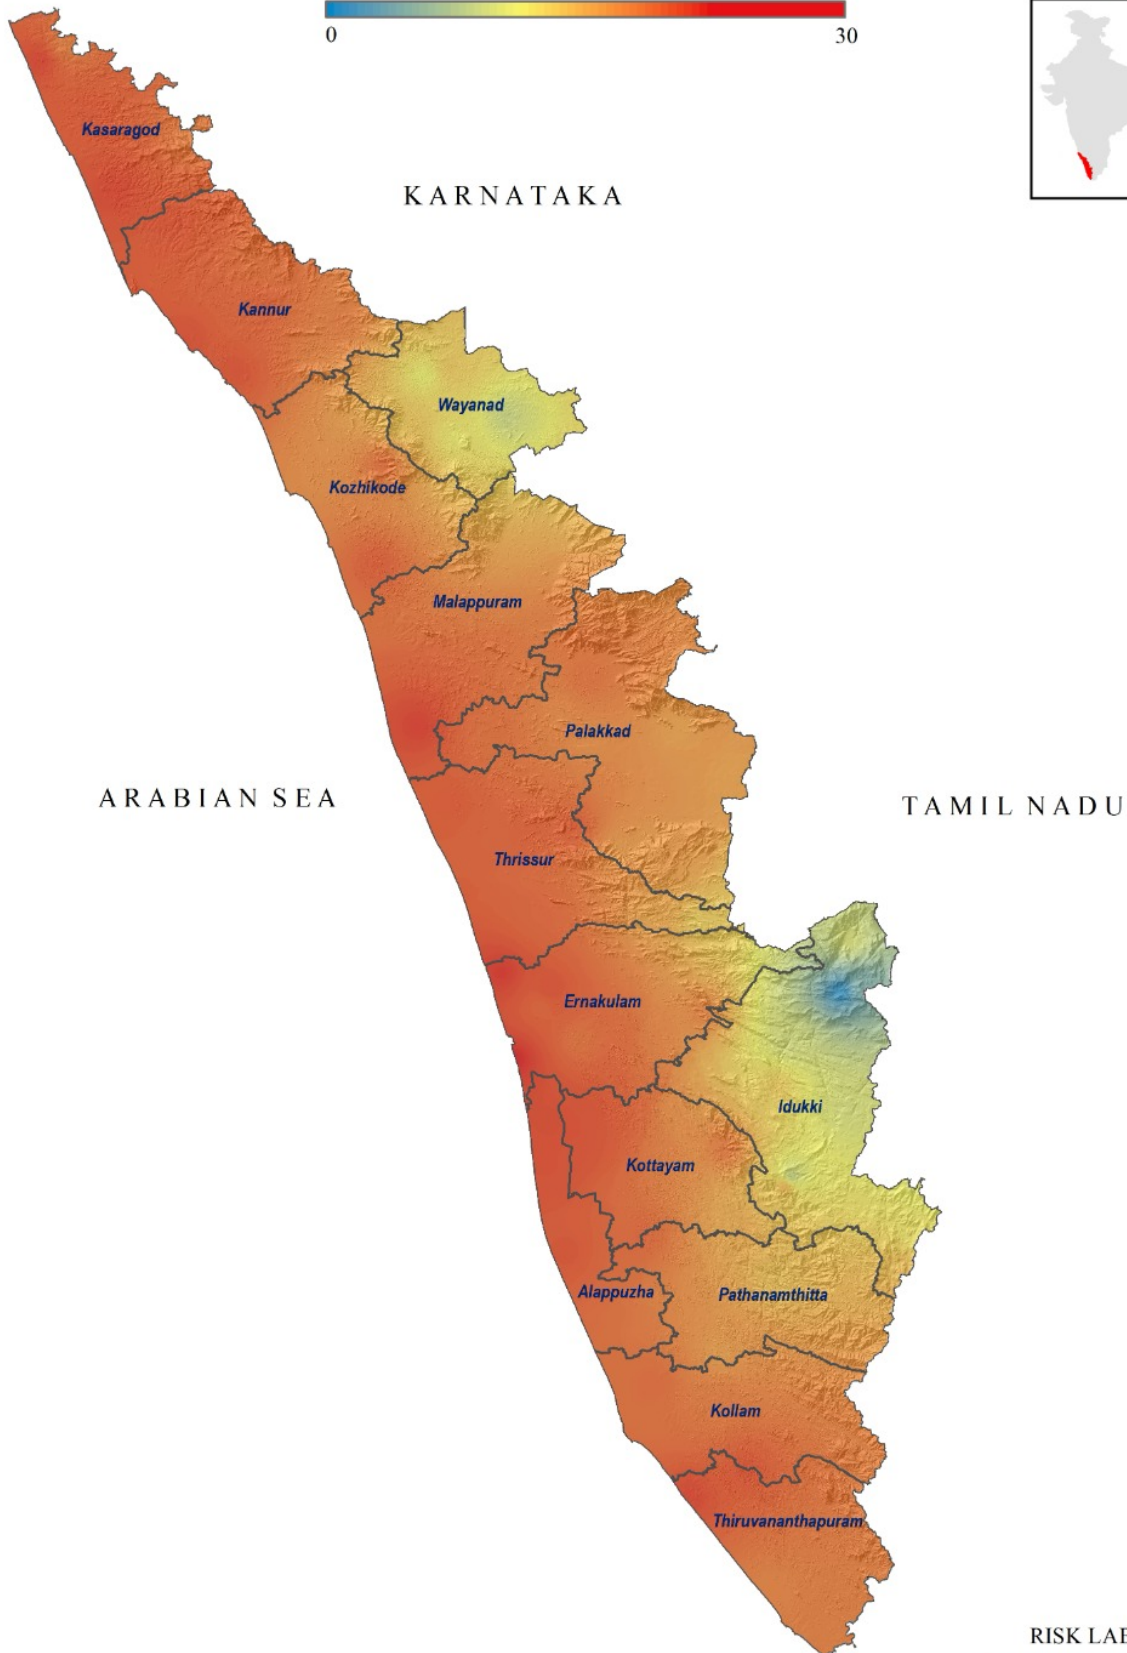 0
30
Kasaragod
KARNATAKA
Kannur
Wayanad
Kozhikode
Malappuram
Palakkad
ARABIAN SEA
TAMIL NADU
Thrissur
Ernakulam
Idukki
Kottayam
Alappuzha
Pathanamthitta
Kollam
Thiruvananthapuram
RISK LAB